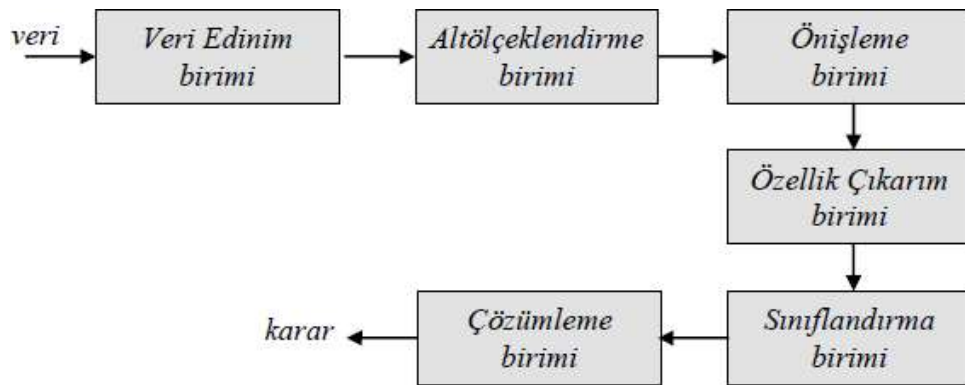 veri
Veri Edinim
birimi
Altölçeklendirme
birimi
Önişleme
birimi
Özellik Çıkarım
birimi
Sınıflandırma
birimi
Çözümleme
birimi
karar